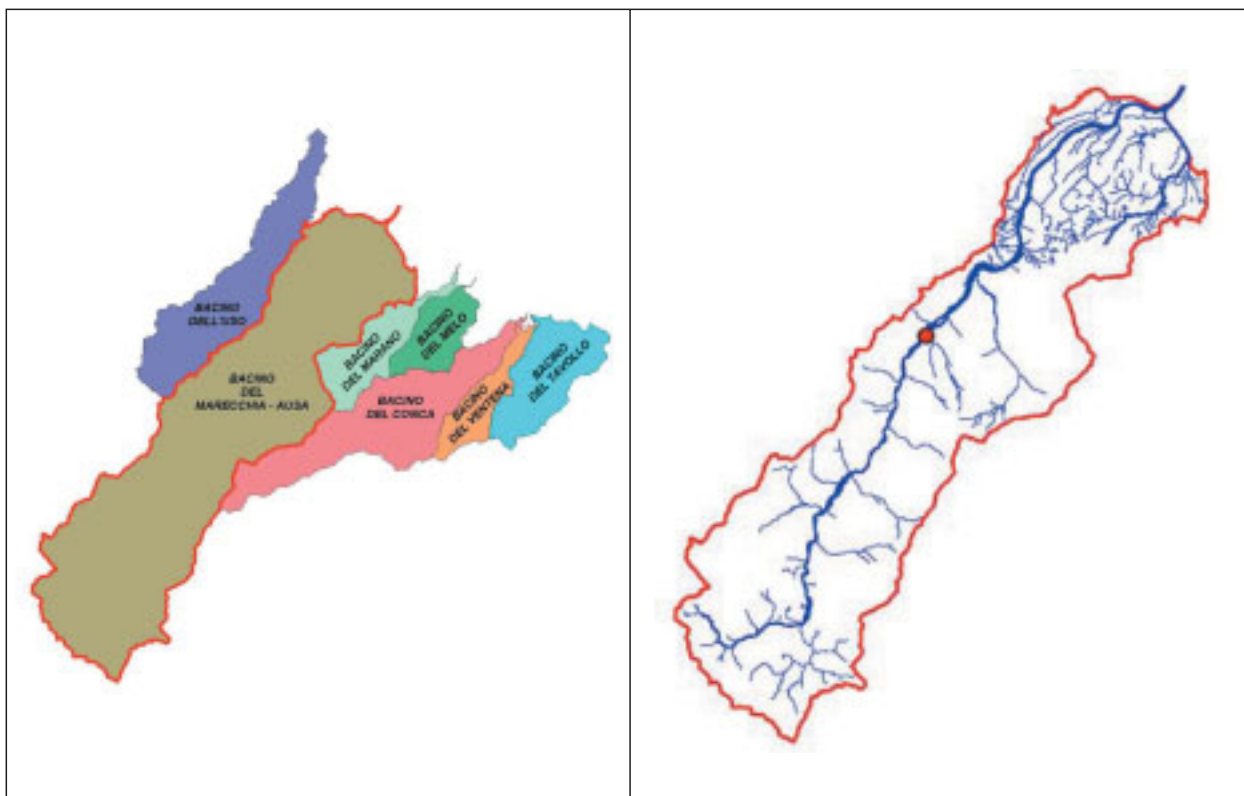 BACINO
DELL'USO
BACINO
DEL
MARECCHIA - AUSA
BACINO
DEL MARANO
BACINO
DEL MELO
BACINO
DEL CONCA
BACINO
DEL VENTENA
BACINO
DEL TAVOLLO